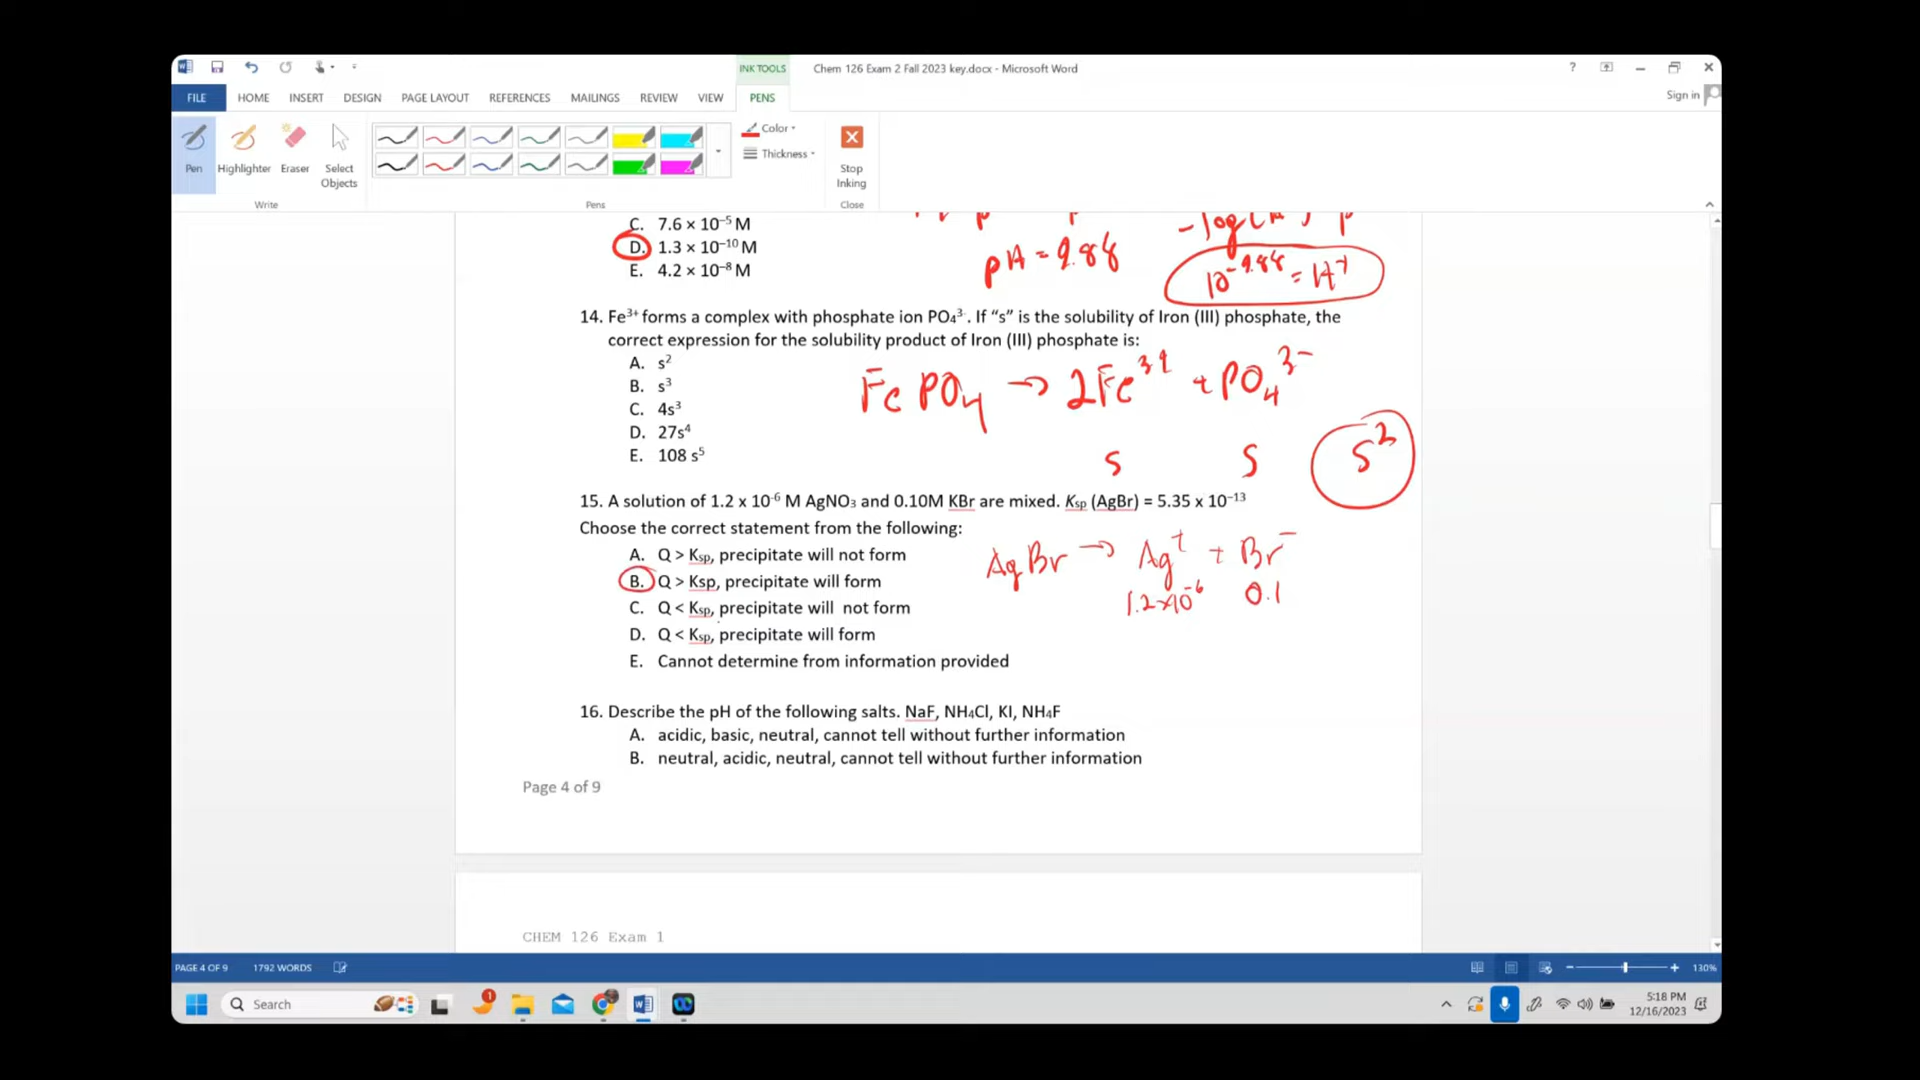 INK TOOLS
Chem 126 Exam 2 Fall 2023 key.docx - Microsoft Word
?
FILE HOME INSERT DESIGN PAGE LAYOUT REFERENCES MAILINGS REVIEW VIEW PENS
Sign in
Pen Highlighter Eraser Select Objects
Color
Thickness
Stop Inking
Write Pens Close
C. 7.6 × 10⁻⁵ M
D. 1.3 × 10⁻¹⁰ M
E. 4.2 × 10⁻⁸ M
pH = 9.88
10^-9.88 = H⁺
14. Fe³⁺ forms a complex with phosphate ion PO₄³⁻. If “s” is the solubility of Iron (III) phosphate, the
correct expression for the solubility product of Iron (III) phosphate is:
A. s²
B. s³
C. 4s³
D. 27s⁴
E. 108 s⁵
FePO₄ → 2Fe³⁺ + PO₄³⁻
s s
15. A solution of 1.2 x 10⁻⁶ M AgNO₃ and 0.10M KBr are mixed. Ksp (AgBr) = 5.35 x 10⁻¹³
Choose the correct statement from the following:
A. Q > Ksp, precipitate will not form
B. Q > Ksp, precipitate will form
C. Q < Ksp, precipitate will not form
D. Q < Ksp, precipitate will form
E. Cannot determine from information provided
AgBr → Ag⁺ + Br⁻
1.2×10⁻⁶ 0.1
16. Describe the pH of the following salts. NaF, NH₄Cl, KI, NH₄F
A. acidic, basic, neutral, cannot tell without further information
B. neutral, acidic, neutral, cannot tell without further information
Page 4 of 9
CHEM 126 Exam 1
PAGE 4 OF 9 1792 WORDS
130%
Search
1
5:18 PM
12/16/2023